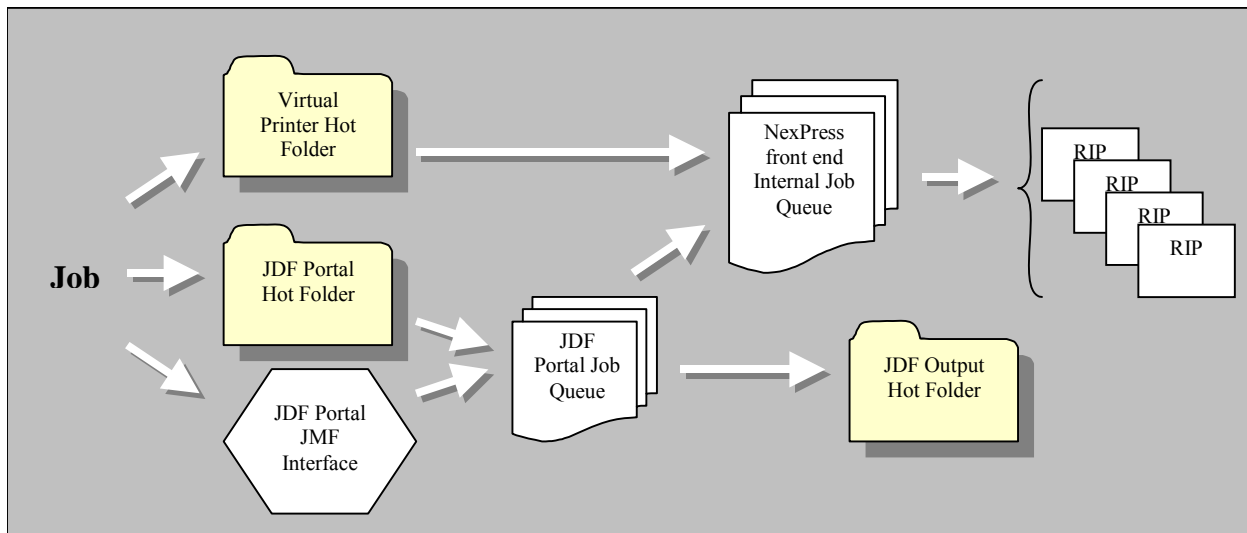 Virtual
Printer Hot
Folder
NexPress
front end
Internal Job
Queue
RIP
RIP
RIP
RIP
Job
JDF Portal
Hot Folder
JDF
Portal Job
Queue
JDF Output
Hot Folder
JDF Portal
JMF
Interface